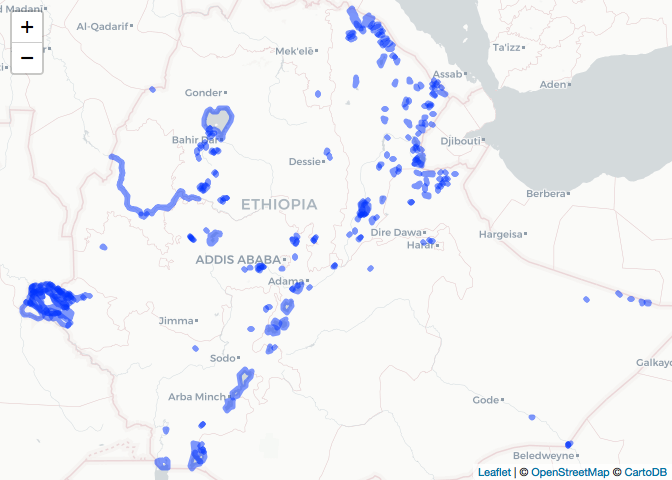 d Madani
+
−
Al-Qadarif
Mek'elē
Ta'izz
Assab
Aden
Gonder
Djibouti
Bahir Dar
Dessie
Berbera
ETHIOPIA
Dire Dawa
Hargeisa
Harar
ADDIS ABABA
Adama
Jimma
Sodo
Galkayo
Arba Minch
Gode
Beledweyne
Leaflet | © OpenStreetMap © CartoDB